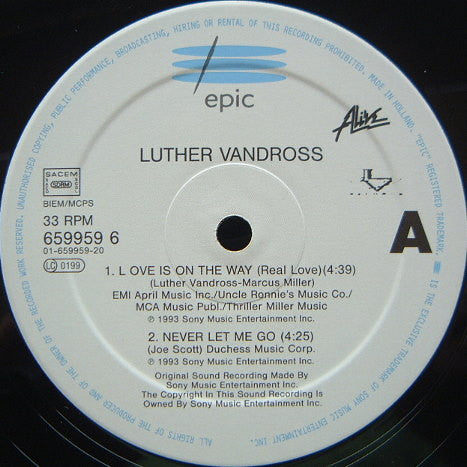 epic
Alive
LUTHER VANDROSS
SACEM
SDRM
BIEM/MCPS
33 RPM
659959 6
01-659959-20
LC 0199
A
1. L OVE IS ON THE WAY (Real Love)(4:39)
(Luther Vandross-Marcus Miller)
EMI April Music Inc./Uncle Ronnie's Music Co./
MCA Music Publ./Thriller Miller Music
℗ 1993 Sony Music Entertainment Inc.
2. NEVER LET ME GO (4:25)
(Joe Scott) Duchess Music Corp.
℗ 1993 Sony Music Entertainment Inc.
Original Sound Recording Made By
Sony Music Entertainment Inc.
The Copyright In This Sound Recording Is
Owned By Sony Music Entertainment Inc.
ALL RIGHTS OF THE PRODUCER AND OF THE OWNER OF THE RECORDED WORK RESERVED. UNAUTHORISED COPYING, PUBLIC PERFORMANCE, BROADCASTING, HIRING OR RENTAL OF THIS RECORDING PROHIBITED. MADE IN HOLLAND. "EPIC" REGISTERED TRADEMARK. IS THE EXCLUSIVE TRADEMARK OF SONY MUSIC ENTERTAINMENT INC.